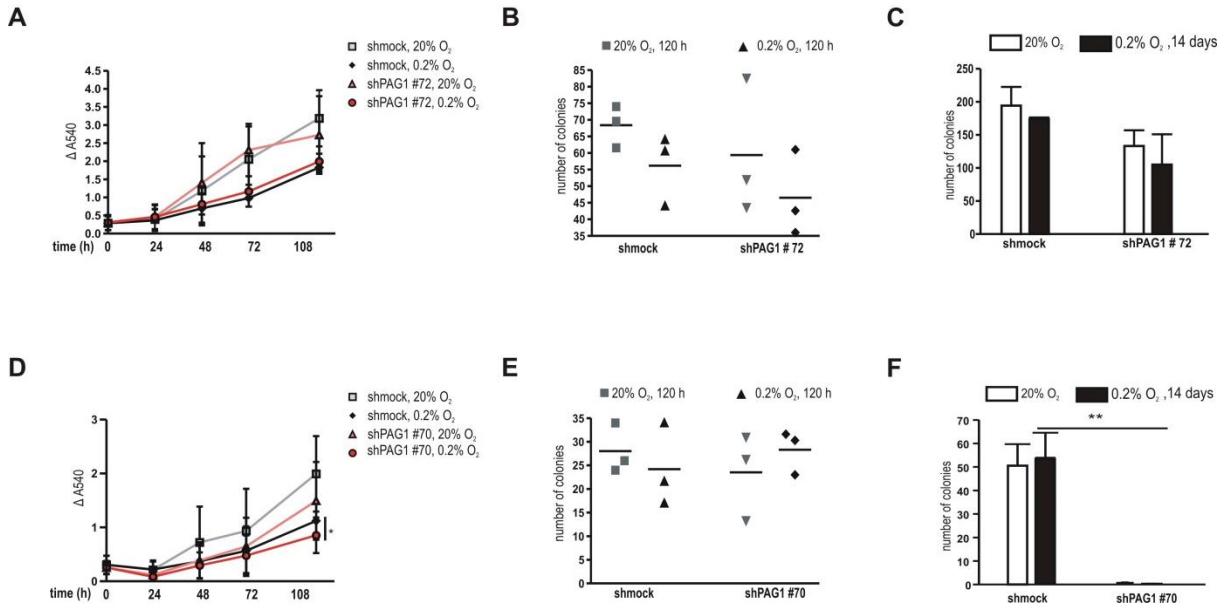 A
shmock, 20% O₂
shmock, 0.2% O₂
shPAG1 #72, 20% O₂
shPAG1 #72, 0.2% O₂
Δ A540
4.5
4.0
3.5
3.0
2.5
2.0
1.5
1.0
0.5
0.0
time (h)
0 24 48 72 108
B
20% O₂, 120 h
0.2% O₂, 120 h
number of colonies
85
80
75
70
65
60
55
50
45
40
35
shmock
shPAG1 # 72
C
20% O₂
0.2% O₂ ,14 days
number of colonies
250
200
150
100
50
0
shmock
shPAG1 # 72
D
shmock, 20% O₂
shmock, 0.2% O₂
shPAG1 #70, 20% O₂
shPAG1 #70, 0.2% O₂
Δ A540
3
2
1
0
*
time (h)
0 24 48 72 108
E
20% O₂, 120 h
0.2% O₂, 120 h
number of colonies
40
35
30
25
20
15
10
5
0
shmock
shPAG1 #70
F
20% O₂
0.2% O₂ ,14 days
**
number of colonies
70
60
50
40
30
20
10
0
shmock
shPAG1 #70